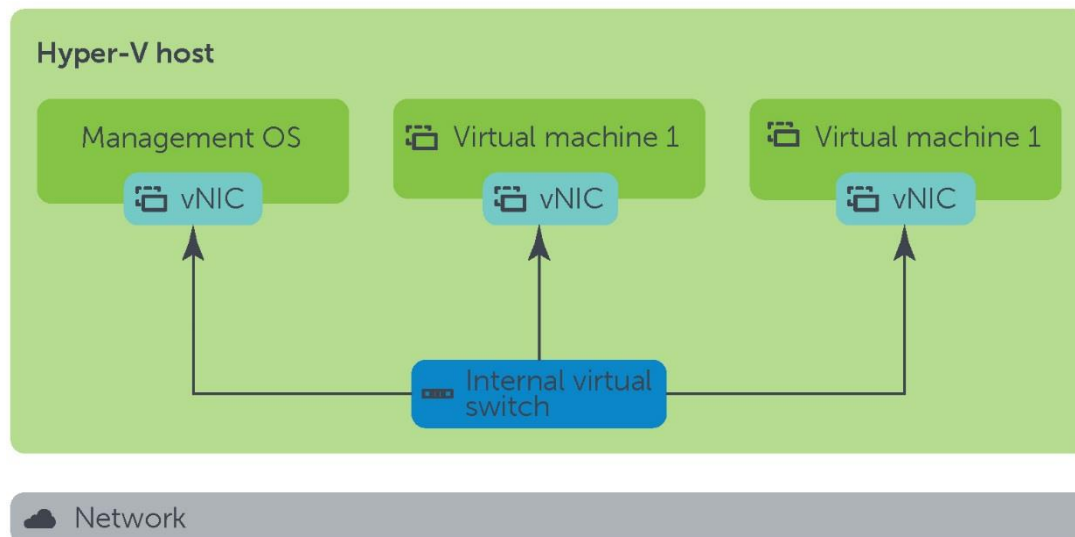 Hyper-V host
Management OS
Virtual machine 1
Virtual machine 1
vNIC
vNIC
vNIC
Internal virtual
switch
Network